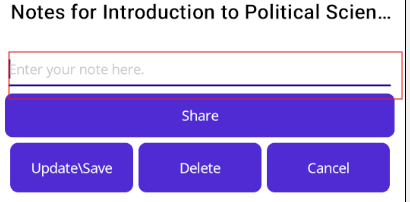 Notes for Introduction to Political Scien...
Enter your note here.
Share
Update\Save
Delete
Cancel